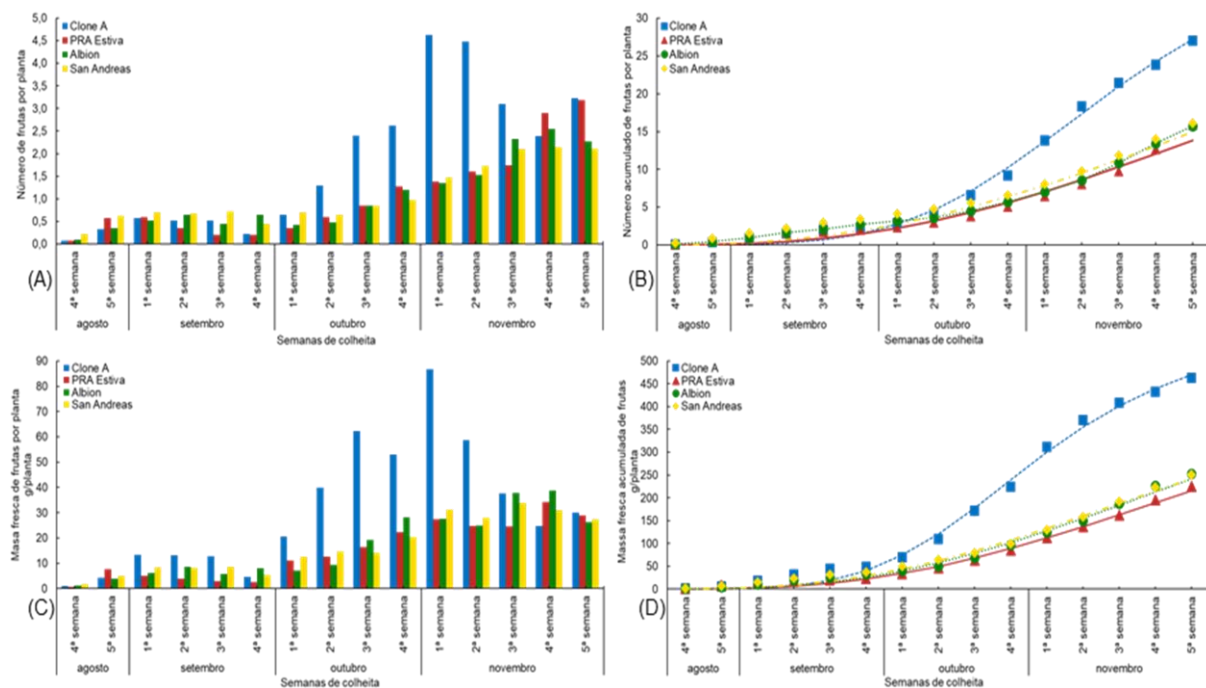 Número de frutas por planta
5,0
4,5
4,0
3,5
3,0
2,5
2,0
1,5
1,0
0,5
0,0
Clone A
PRA Estiva
Albion
San Andreas
4ª semana
5ª semana
1ª semana
2ª semana
3ª semana
4ª semana
1ª semana
2ª semana
3ª semana
4ª semana
1ª semana
2ª semana
3ª semana
4ª semana
5ª semana
agosto
setembro
outubro
novembro
Semanas de colheita
(A)
Número acumulado de frutas por planta
30
25
20
15
10
5
0
Clone A
PRA Estiva
Albion
San Andreas
4ª semana
5ª semana
1ª semana
2ª semana
3ª semana
4ª semana
1ª semana
2ª semana
3ª semana
4ª semana
1ª semana
2ª semana
3ª semana
4ª semana
5ª semana
agosto
setembro
outubro
novembro
Semanas de colheita
(B)
Masa fresca de frutas por planta
g/planta
90
80
70
60
50
40
30
20
10
0
Clone A
PRA Estiva
Albion
San Andreas
4ª semana
5ª semana
1ª semana
2ª semana
3ª semana
4ª semana
1ª semana
2ª semana
3ª semana
4ª semana
1ª semana
2ª semana
3ª semana
4ª semana
5ª semana
agosto
setembro
outubro
novembro
Semanas de colheita
(C)
Massa fresca acumulada de frutas
g/planta
500
450
400
350
300
250
200
150
100
50
0
Clone A
PRA Estiva
Albion
San Andreas
4ª semana
5ª semana
1ª semana
2ª semana
3ª semana
4ª semana
1ª semana
2ª semana
3ª semana
4ª semana
1ª semana
2ª semana
3ª semana
4ª semana
5ª semana
agosto
setembro
outubro
novembro
Semanas de colheita
(D)